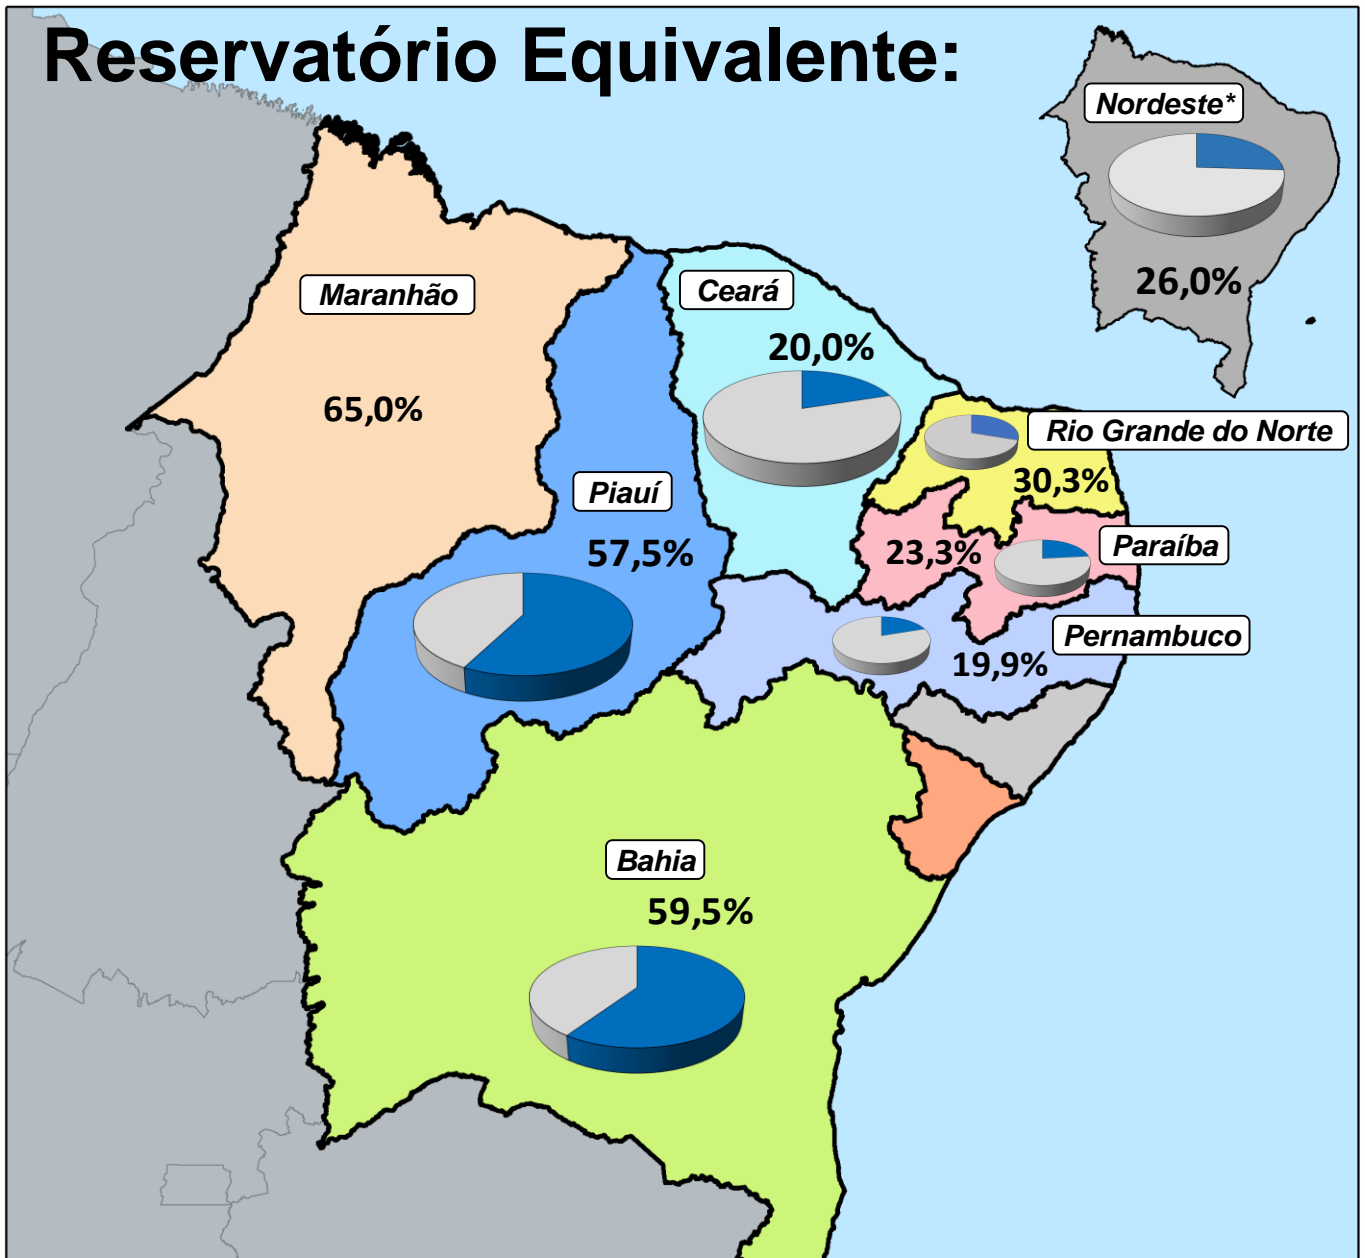 Reservatório Equivalente:
Nordeste*
26,0%
Maranhão
65,0%
Ceará
20,0%
Rio Grande do Norte
30,3%
Piauí
57,5%
Paraíba
23,3%
Pernambuco
19,9%
Bahia
59,5%